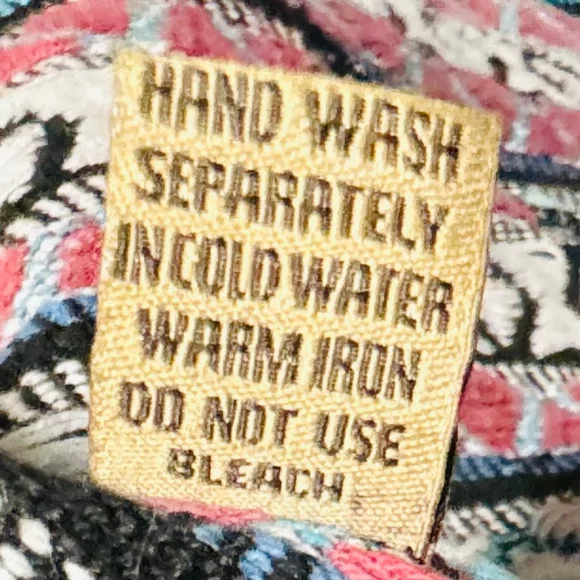 HAND WASH
SEPARATELY
IN COLD WATER
WARM IRON
DO NOT USE
BLEACH